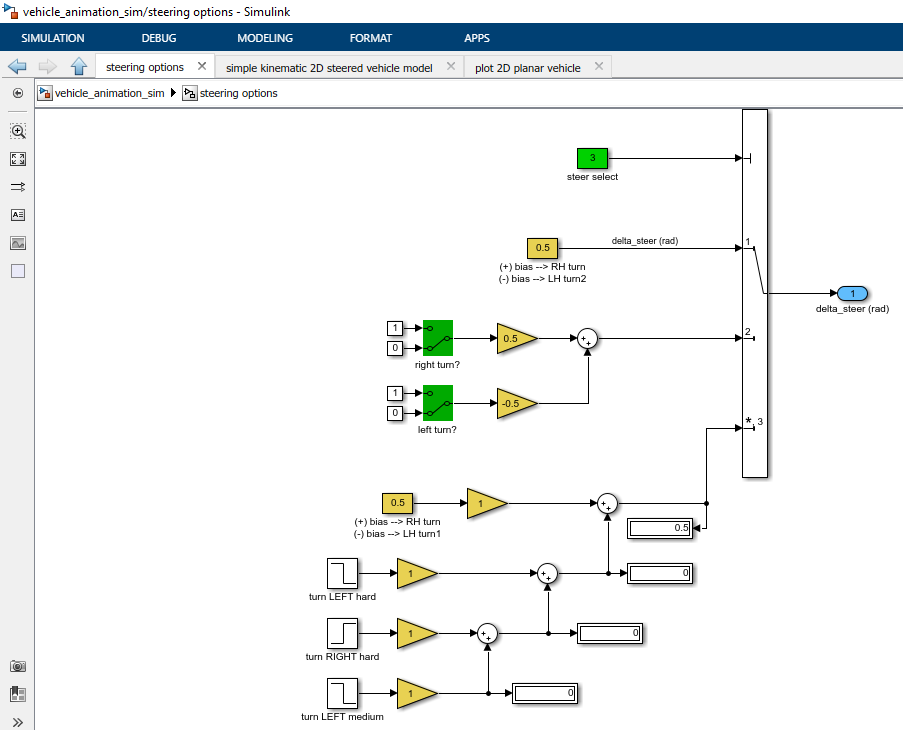 vehicle_animation_sim/steering options - Simulink
SIMULATION DEBUG MODELING FORMAT APPS
steering options simple kinematic 2D steered vehicle model plot 2D planar vehicle
vehicle_animation_sim steering options
3
steer select
0.5
delta_steer (rad)
1
(+) bias --> RH turn
(-) bias --> LH turn2
1
delta_steer (rad)
1
0
right turn?
0.5
2
1
0
left turn?
-0.5
* 3
0.5
1
(+) bias --> RH turn
(-) bias --> LH turn1
0.5
turn LEFT hard
1
0
turn RIGHT hard
1
0
turn LEFT medium
1
0